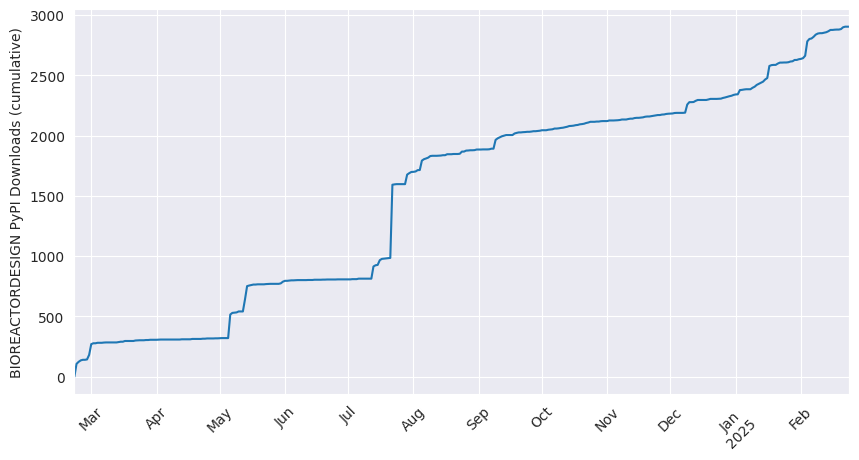 BIOREACTORDESIGN PyPI Downloads (cumulative)
3000
2500
2000
1500
1000
500
0
Mar
Apr
May
Jun
Jul
Aug
Sep
Oct
Nov
Dec
Jan
2025
Feb